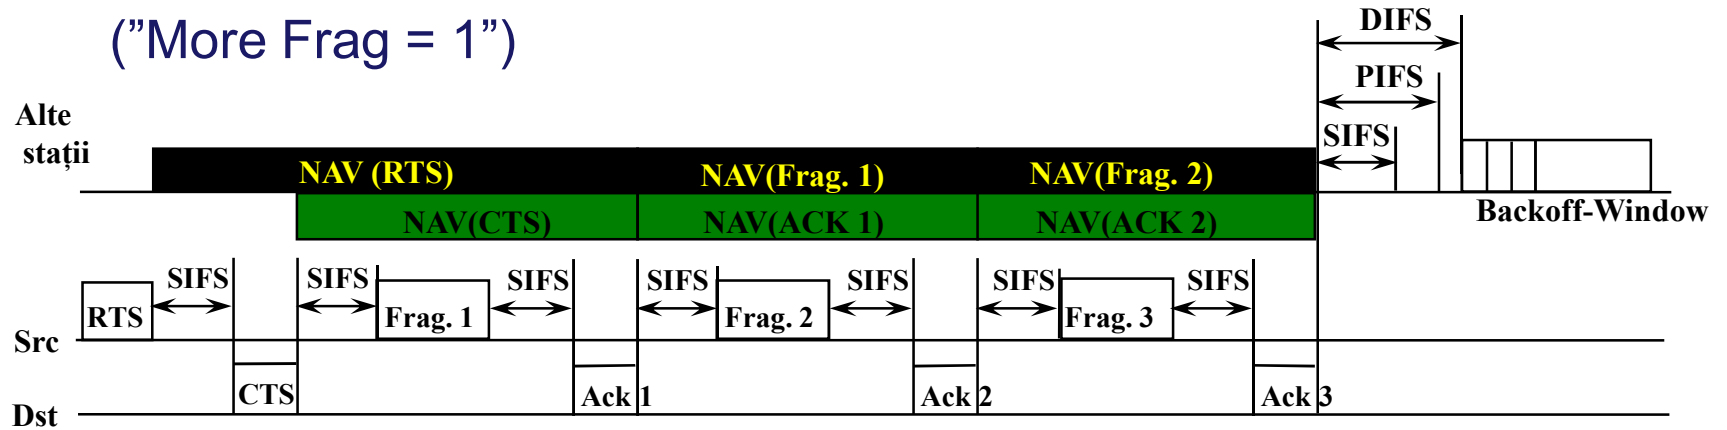 (”More Frag = 1”)
DIFS
PIFS
SIFS
Alte
stații
NAV (RTS)
NAV(Frag. 1)
NAV(Frag. 2)
NAV(CTS)
NAV(ACK 1)
NAV(ACK 2)
Backoff-Window
SIFS
SIFS
SIFS
SIFS
SIFS
SIFS
SIFS
RTS
Frag. 1
Frag. 2
Frag. 3
Src
CTS
Ack 1
Ack 2
Ack 3
Dst